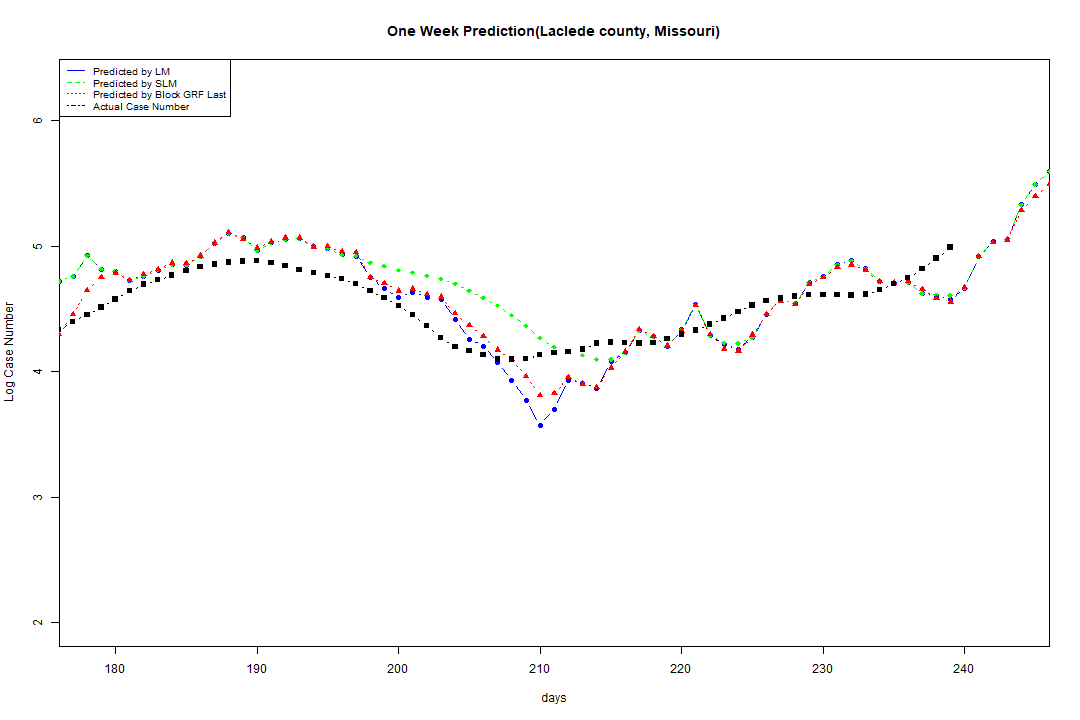 One Week Prediction(Laclede county, Missouri)
Predicted by LM
Predicted by SLM
Predicted by Block GRF Last
Actual Case Number
6
5
4
3
2
Log Case Number
180 190 200 210 220 230 240
days